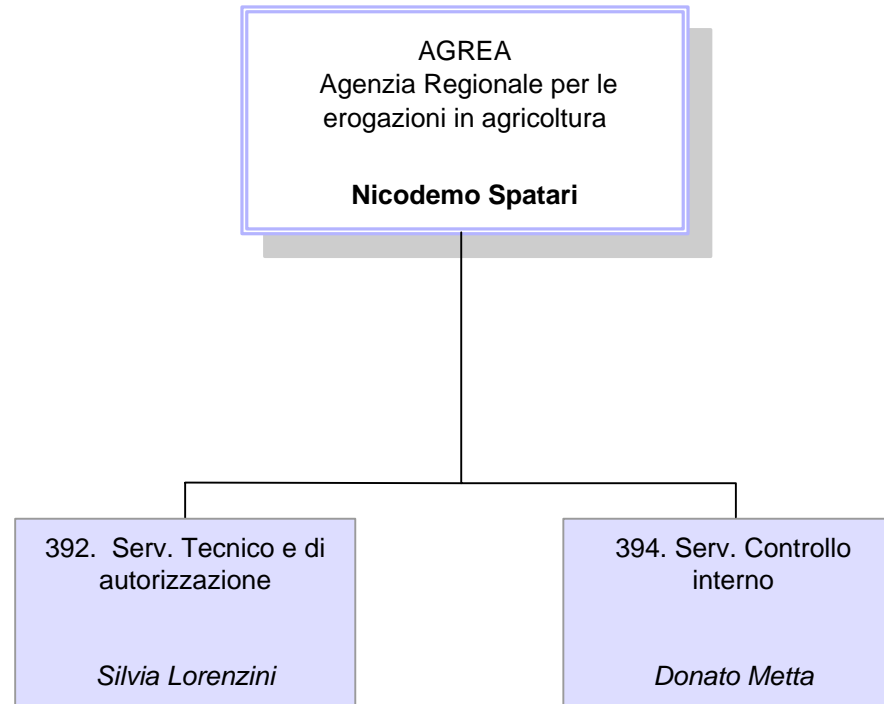 AGREA
Agenzia Regionale per le
erogazioni in agricoltura
Nicodemo Spatari
392. Serv. Tecnico e di
autorizzazione
Silvia Lorenzini
394. Serv. Controllo
interno
Donato Metta